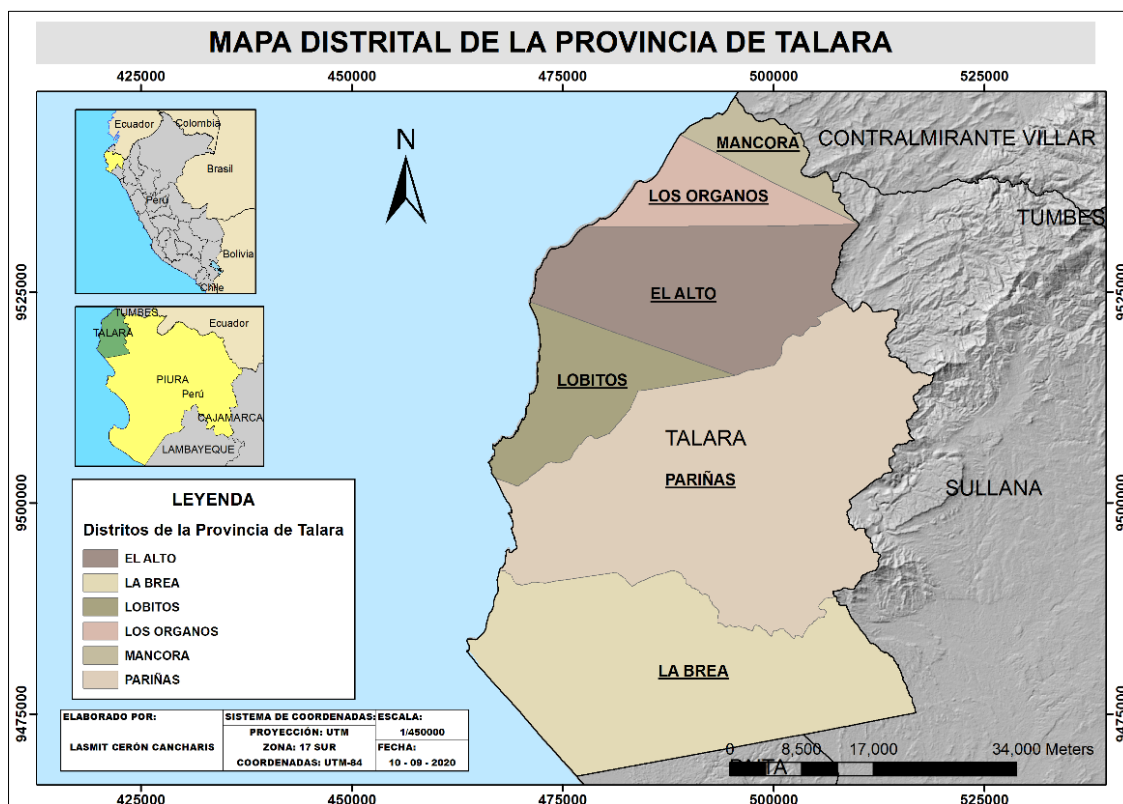 MAPA DISTRITAL DE LA PROVINCIA DE TALARA
425000 450000 475000 500000 525000
Ecuador
Colombia
Brasil
Perú
Bolivia
Chile
N
MANCORA
CONTRALMIRANTE VILLAR
LOS ORGANOS
TUMBES
9525000 9525000
EL ALTO
TUMBES
Ecuador
TALARA
PIURA
Perú
CAJAMARCA
LAMBAYEQUE
LOBITOS
TALARA
PARIÑAS
SULLANA
9500000 9500000
LEYENDA
Distritos de la Provincia de Talara
EL ALTO
LA BREA
LOBITOS
LOS ORGANOS
MANCORA
PARIÑAS
LA BREA
9475000 9475000
ELABORADO POR:
LASMIT CERÓN CANCHARIS
SISTEMA DE COORDENADAS:
PROYECCIÓN: UTM
ZONA: 17 SUR
COORDENADAS: UTM-84
ESCALA:
1/450000
FECHA:
10 - 09 - 2020
0 8,500 17,000 34,000 Meters
PAITA
425000 450000 475000 500000 525000